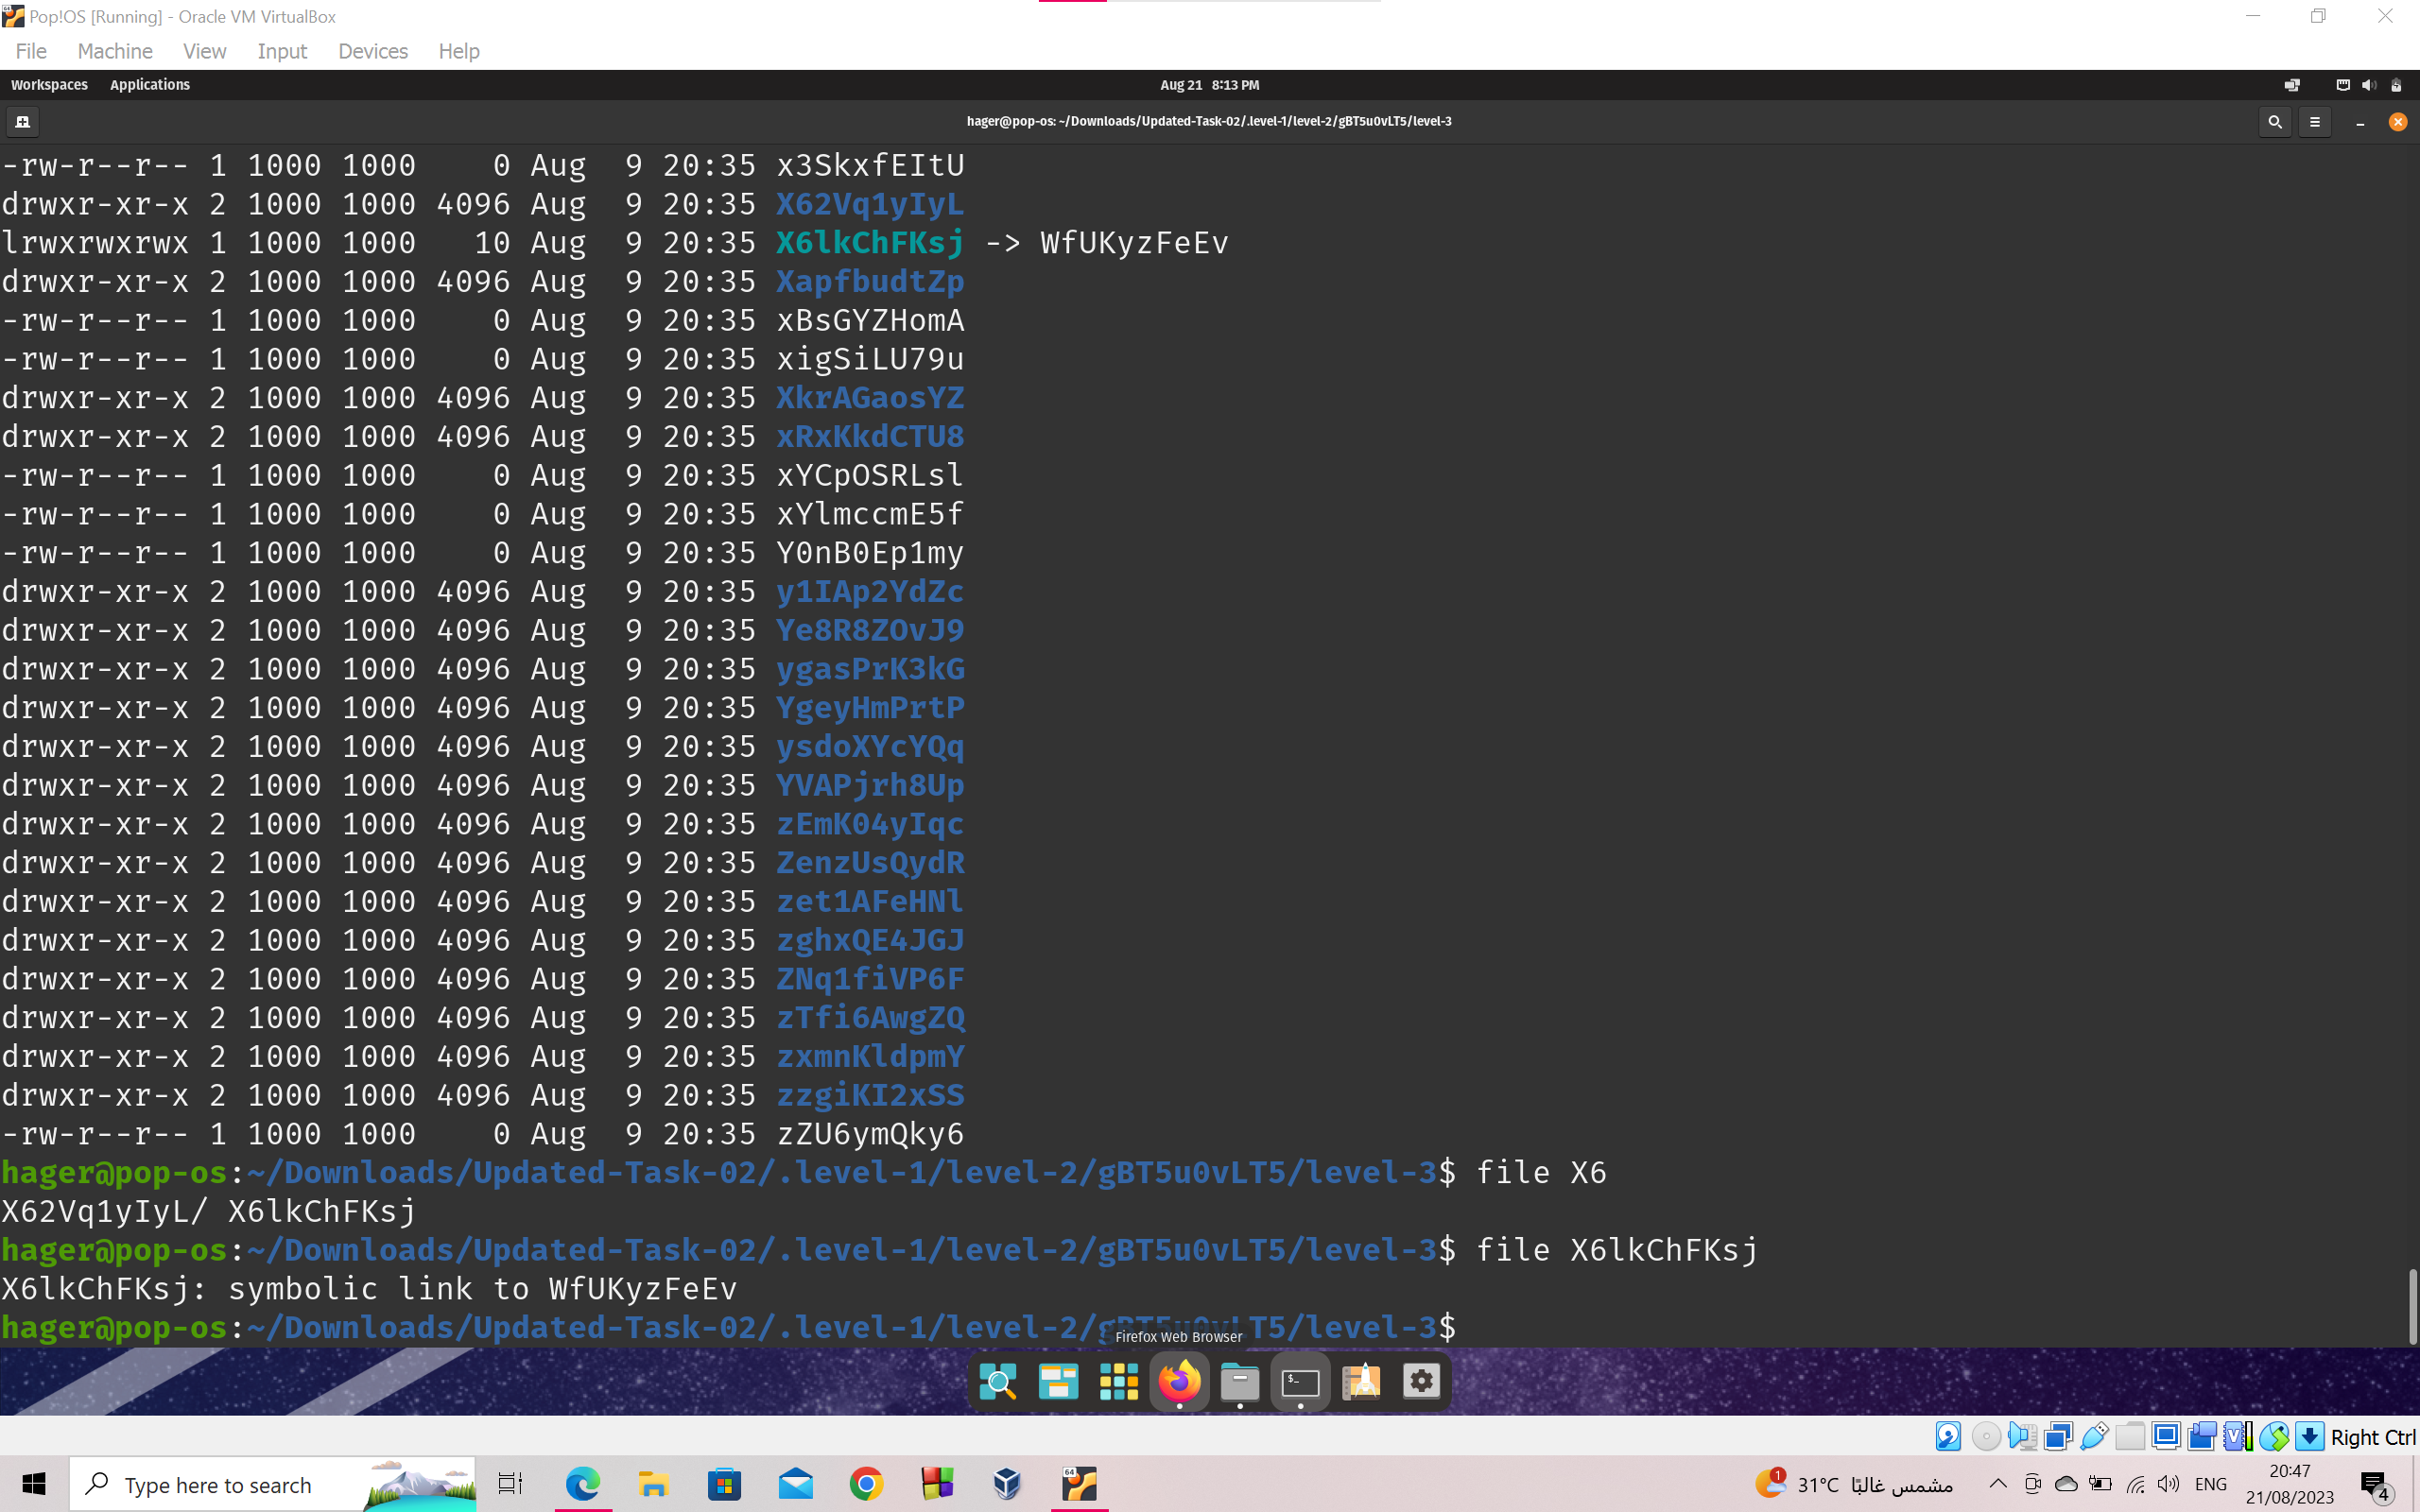 Pop!OS [Running] - Oracle VM VirtualBox
File Machine View Input Devices Help
Workspaces Applications Aug 21 8:13 PM
hager@pop-os: ~/Downloads/Updated-Task-02/.level-1/level-2/gBT5u0vLT5/level-3
-rw-r--r-- 1 1000 1000    0 Aug  9 20:35 x3SkxfEItU
drwxr-xr-x 2 1000 1000 4096 Aug  9 20:35 X62Vq1yIyL
lrwxrwxrwx 1 1000 1000   10 Aug  9 20:35 X6lkChFKsj -> WfUKyzFeEv
drwxr-xr-x 2 1000 1000 4096 Aug  9 20:35 XapfbudtZp
-rw-r--r-- 1 1000 1000    0 Aug  9 20:35 xBsGYZHomA
-rw-r--r-- 1 1000 1000    0 Aug  9 20:35 xigSiLU79u
drwxr-xr-x 2 1000 1000 4096 Aug  9 20:35 XkrAGaosYZ
drwxr-xr-x 2 1000 1000 4096 Aug  9 20:35 xRxKkdCTU8
-rw-r--r-- 1 1000 1000    0 Aug  9 20:35 xYCpOSRLsl
-rw-r--r-- 1 1000 1000    0 Aug  9 20:35 xYlmccmE5f
-rw-r--r-- 1 1000 1000    0 Aug  9 20:35 Y0nB0Ep1my
drwxr-xr-x 2 1000 1000 4096 Aug  9 20:35 y1IAp2YdZc
drwxr-xr-x 2 1000 1000 4096 Aug  9 20:35 Ye8R8ZOvJ9
drwxr-xr-x 2 1000 1000 4096 Aug  9 20:35 ygasPrK3kG
drwxr-xr-x 2 1000 1000 4096 Aug  9 20:35 YgeyHmPrtP
drwxr-xr-x 2 1000 1000 4096 Aug  9 20:35 ysdoXYcYQq
drwxr-xr-x 2 1000 1000 4096 Aug  9 20:35 YVAPjrh8Up
drwxr-xr-x 2 1000 1000 4096 Aug  9 20:35 zEmK04yIqc
drwxr-xr-x 2 1000 1000 4096 Aug  9 20:35 ZenzUsQydR
drwxr-xr-x 2 1000 1000 4096 Aug  9 20:35 zet1AFeHNl
drwxr-xr-x 2 1000 1000 4096 Aug  9 20:35 zghxQE4JGJ
drwxr-xr-x 2 1000 1000 4096 Aug  9 20:35 ZNq1fiVP6F
drwxr-xr-x 2 1000 1000 4096 Aug  9 20:35 zTfi6AwgZQ
drwxr-xr-x 2 1000 1000 4096 Aug  9 20:35 zxmnKldpmY
drwxr-xr-x 2 1000 1000 4096 Aug  9 20:35 zzgiKI2xSS
-rw-r--r-- 1 1000 1000    0 Aug  9 20:35 zZU6ymQky6
hager@pop-os:~/Downloads/Updated-Task-02/.level-1/level-2/gBT5u0vLT5/level-3$ file X6
X62Vq1yIyL/ X6lkChFKsj
hager@pop-os:~/Downloads/Updated-Task-02/.level-1/level-2/gBT5u0vLT5/level-3$ file X6lkChFKsj
X6lkChFKsj: symbolic link to WfUKyzFeEv
hager@pop-os:~/Downloads/Updated-Task-02/.level-1/level-2/gBT5u0vLT5/level-3$
Firefox Web Browser
Right Ctrl
Type here to search
1 31°C مشمس غالبًا ENG 20:47
21/08/2023 4